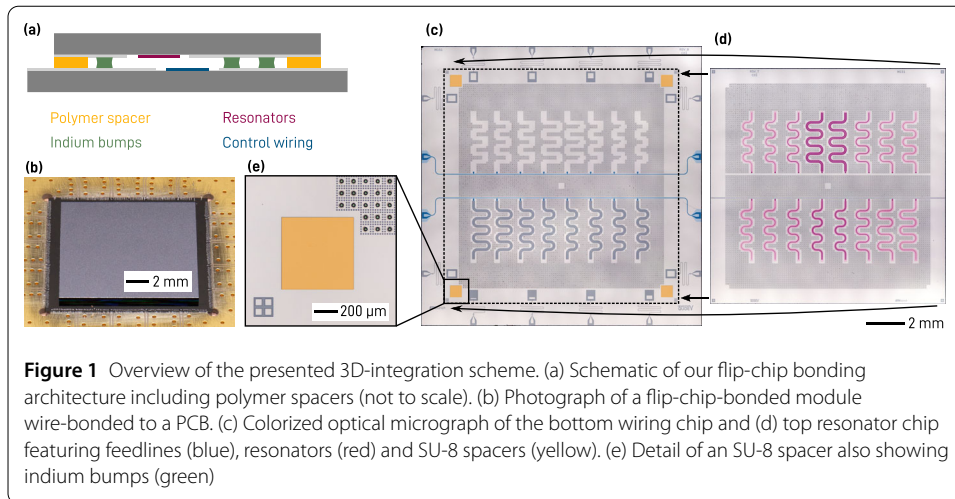 (a)
Polymer spacer
Resonators
Indium bumps
Control wiring
(b)
2 mm
(e)
200 µm
(c)
(d)
2 mm
Figure 1 Overview of the presented 3D-integration scheme. (a) Schematic of our flip-chip bonding
architecture including polymer spacers (not to scale). (b) Photograph of a flip-chip-bonded module
wire-bonded to a PCB. (c) Colorized optical micrograph of the bottom wiring chip and (d) top resonator chip
featuring feedlines (blue), resonators (red) and SU-8 spacers (yellow). (e) Detail of an SU-8 spacer also showing
indium bumps (green)